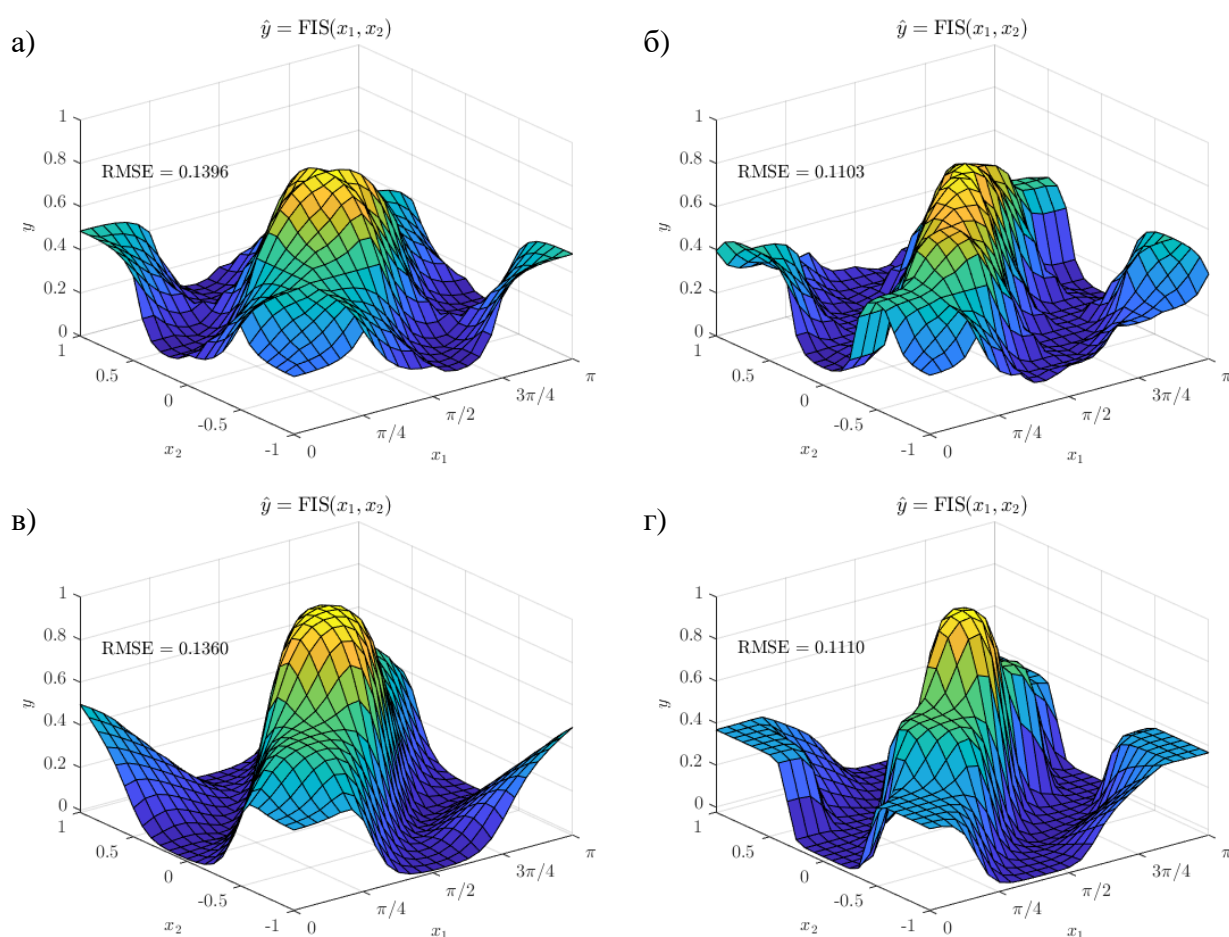 а)
ŷ = FIS(x₁, x₂)
RMSE = 0.1396
y
1
0.8
0.6
0.4
0.2
0
1
0.5
0
-0.5
-1
x₂
0
π/4
π/2
3π/4
π
x₁
б)
ŷ = FIS(x₁, x₂)
RMSE = 0.1103
y
1
0.8
0.6
0.4
0.2
0
1
0.5
0
-0.5
-1
x₂
0
π/4
π/2
3π/4
π
x₁
в)
ŷ = FIS(x₁, x₂)
RMSE = 0.1360
y
1
0.8
0.6
0.4
0.2
0
1
0.5
0
-0.5
-1
x₂
0
π/4
π/2
3π/4
π
x₁
г)
ŷ = FIS(x₁, x₂)
RMSE = 0.1110
y
1
0.8
0.6
0.4
0.2
0
1
0.5
0
-0.5
-1
x₂
0
π/4
π/2
3π/4
π
x₁